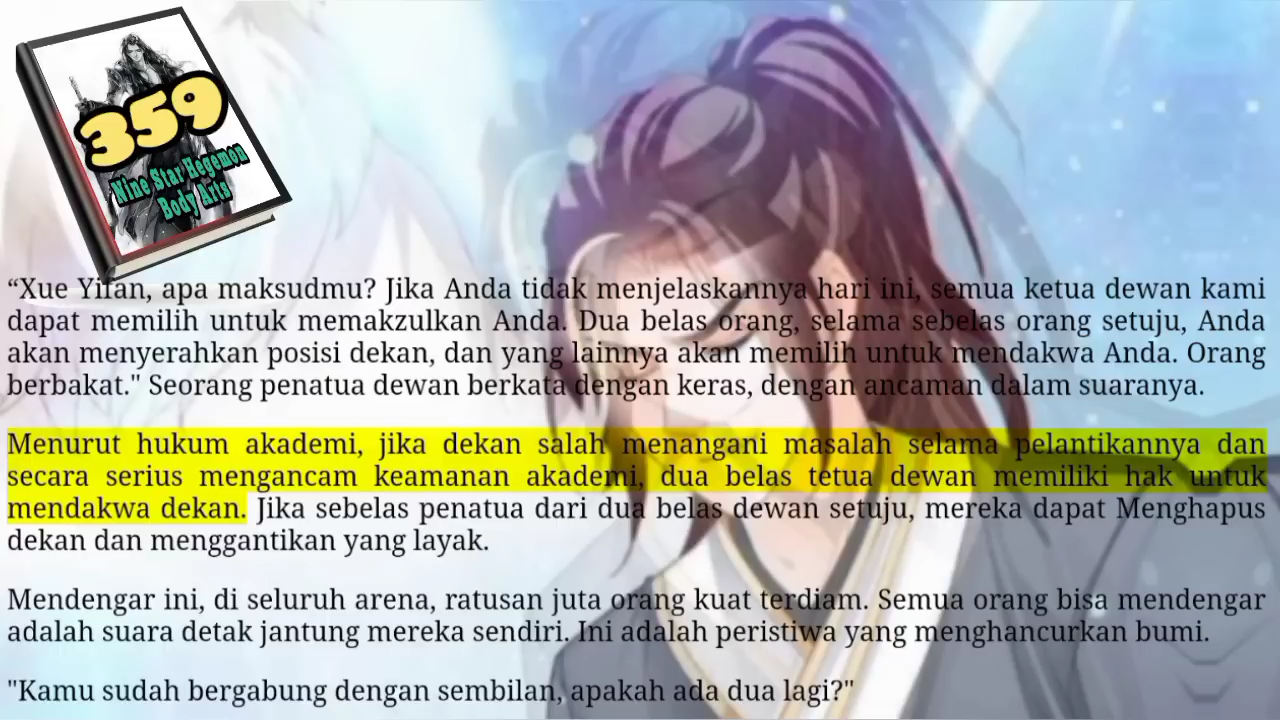 359
Nine Star Hegemon
Body Arts
“Xue Yifan, apa maksudmu? Jika Anda tidak menjelaskannya hari ini, semua ketua dewan kami
dapat memilih untuk memakzulkan Anda. Dua belas orang, selama sebelas orang setuju, Anda
akan menyerahkan posisi dekan, dan yang lainnya akan memilih untuk mendakwa Anda. Orang
berbakat." Seorang penatua dewan berkata dengan keras, dengan ancaman dalam suaranya.
Menurut hukum akademi, jika dekan salah menangani masalah selama pelantikannya dan
secara serius mengancam keamanan akademi, dua belas tetua dewan memiliki hak untuk
mendakwa dekan. Jika sebelas penatua dari dua belas dewan setuju, mereka dapat Menghapus
dekan dan menggantikan yang layak.
Mendengar ini, di seluruh arena, ratusan juta orang kuat terdiam. Semua orang bisa mendengar
adalah suara detak jantung mereka sendiri. Ini adalah peristiwa yang menghancurkan bumi.
"Kamu sudah bergabung dengan sembilan, apakah ada dua lagi?"